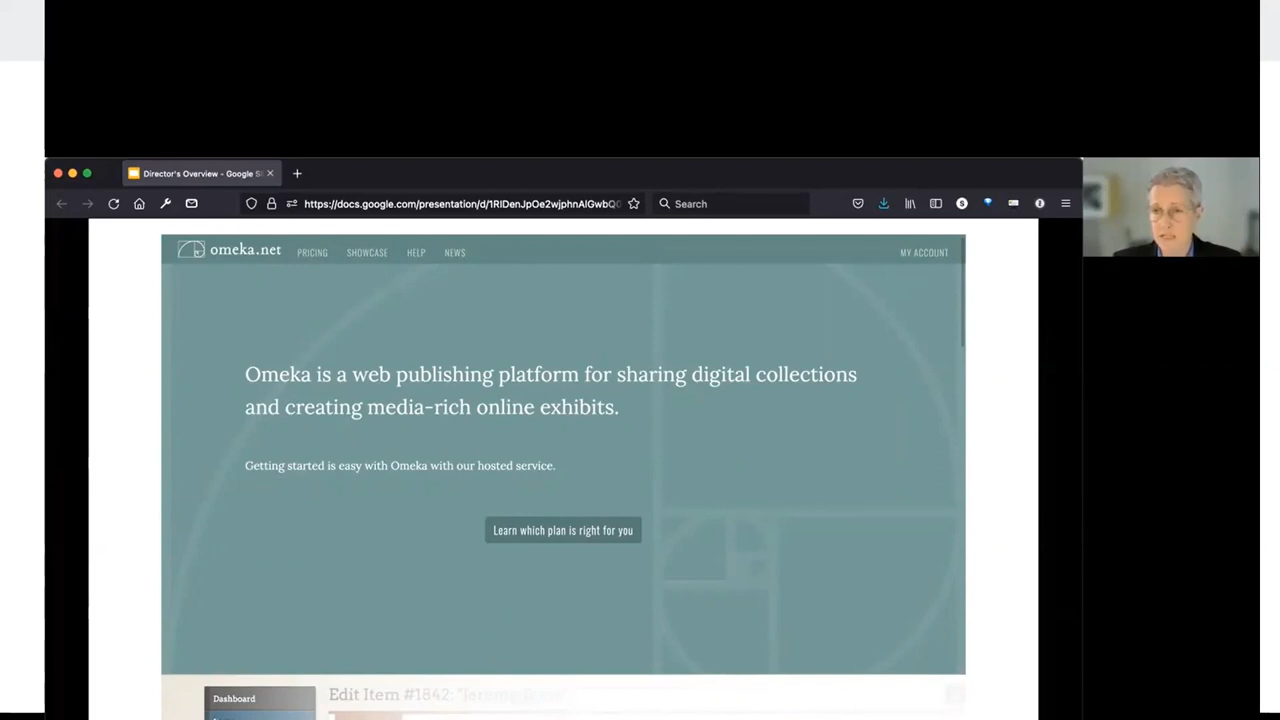 Director's Overview - Google Sl
https://docs.google.com/presentation/d/1RlDenJpOe2wjphnAlGwbQ0
Search
omeka.net
PRICING
SHOWCASE
HELP
NEWS
MY ACCOUNT
Omeka is a web publishing platform for sharing digital collections
and creating media-rich online exhibits.
Getting started is easy with Omeka with our hosted service.
Learn which plan is right for you
Dashboard
Edit Item #1842: "Jeremy